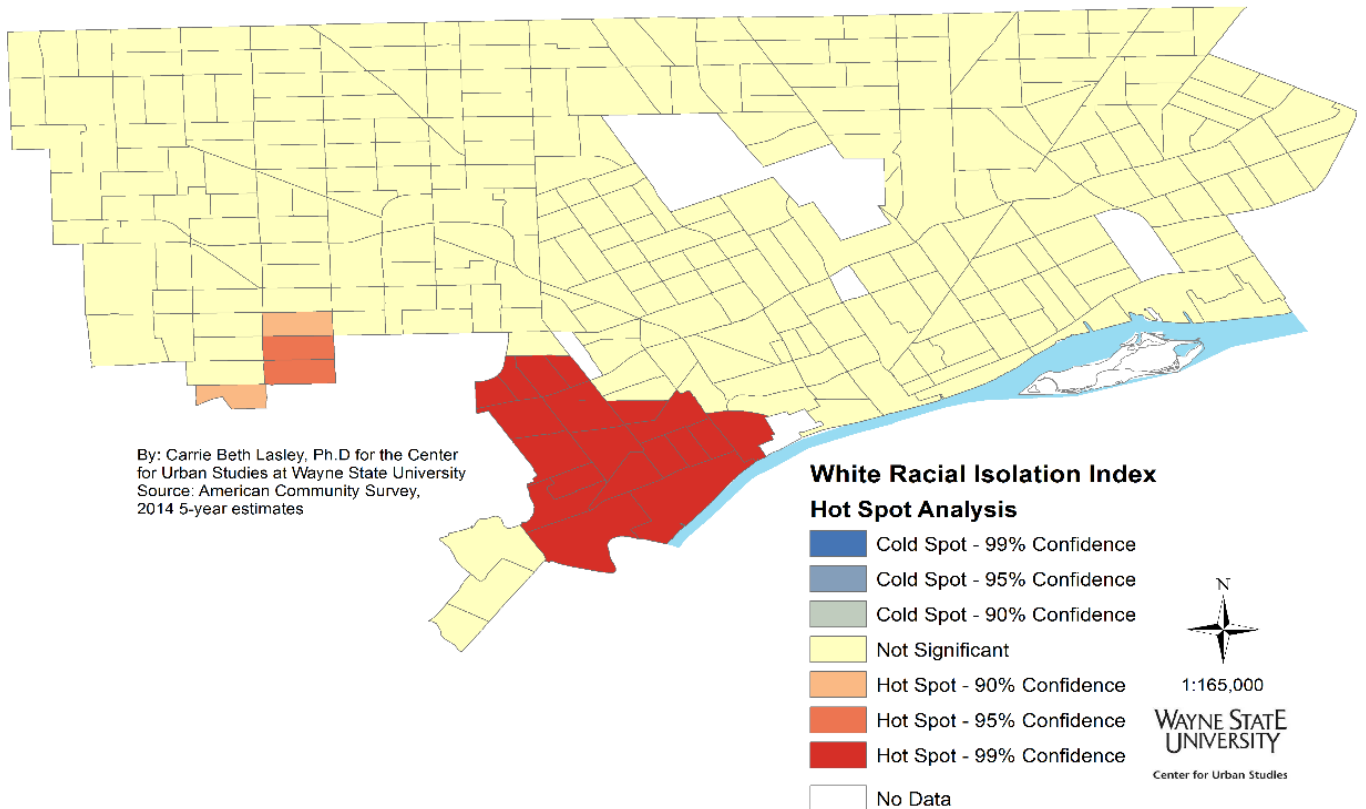 By: Carrie Beth Lasley, Ph.D for the Center
for Urban Studies at Wayne State University
Source: American Community Survey,
2014 5-year estimates
White Racial Isolation Index
Hot Spot Analysis
Cold Spot - 99% Confidence
Cold Spot - 95% Confidence
Cold Spot - 90% Confidence
Not Significant
Hot Spot - 90% Confidence
Hot Spot - 95% Confidence
Hot Spot - 99% Confidence
No Data
N
1:165,000
WAYNE STATE
UNIVERSITY
Center for Urban Studies